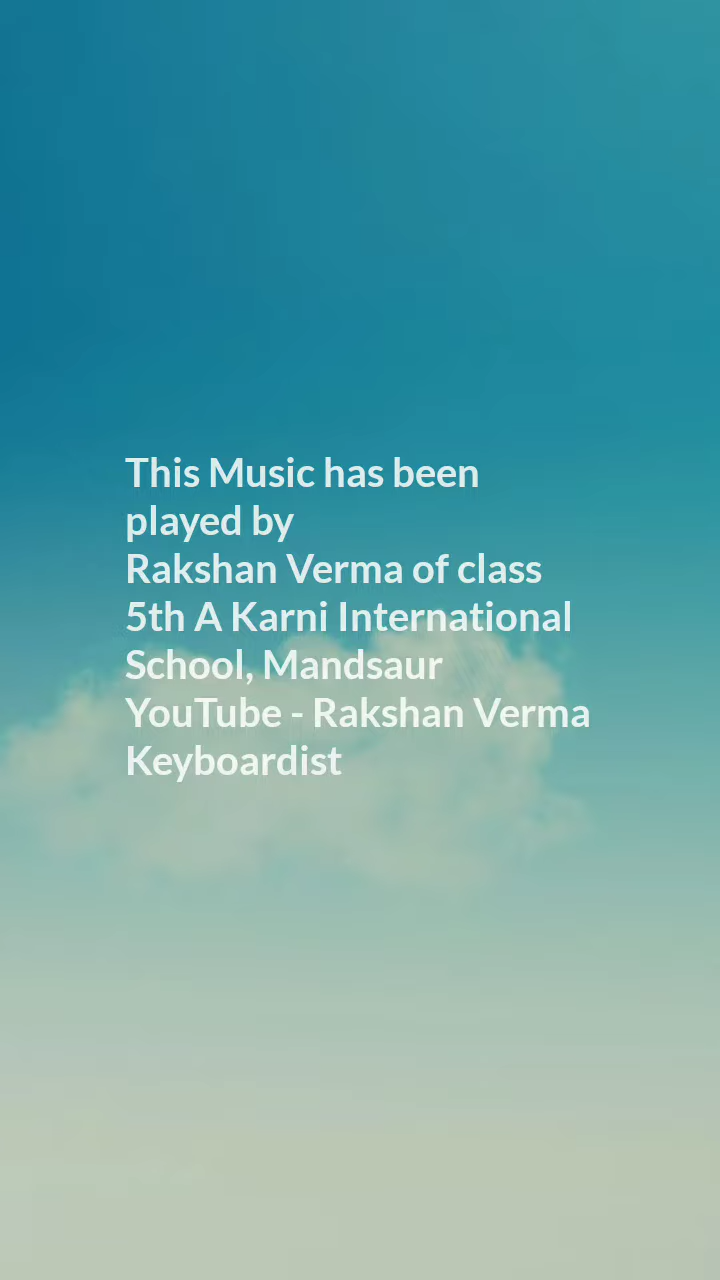 This Music has been
played by
Rakshan Verma of class
5th A Karni International
School, Mandsaur
YouTube - Rakshan Verma
Keyboardist